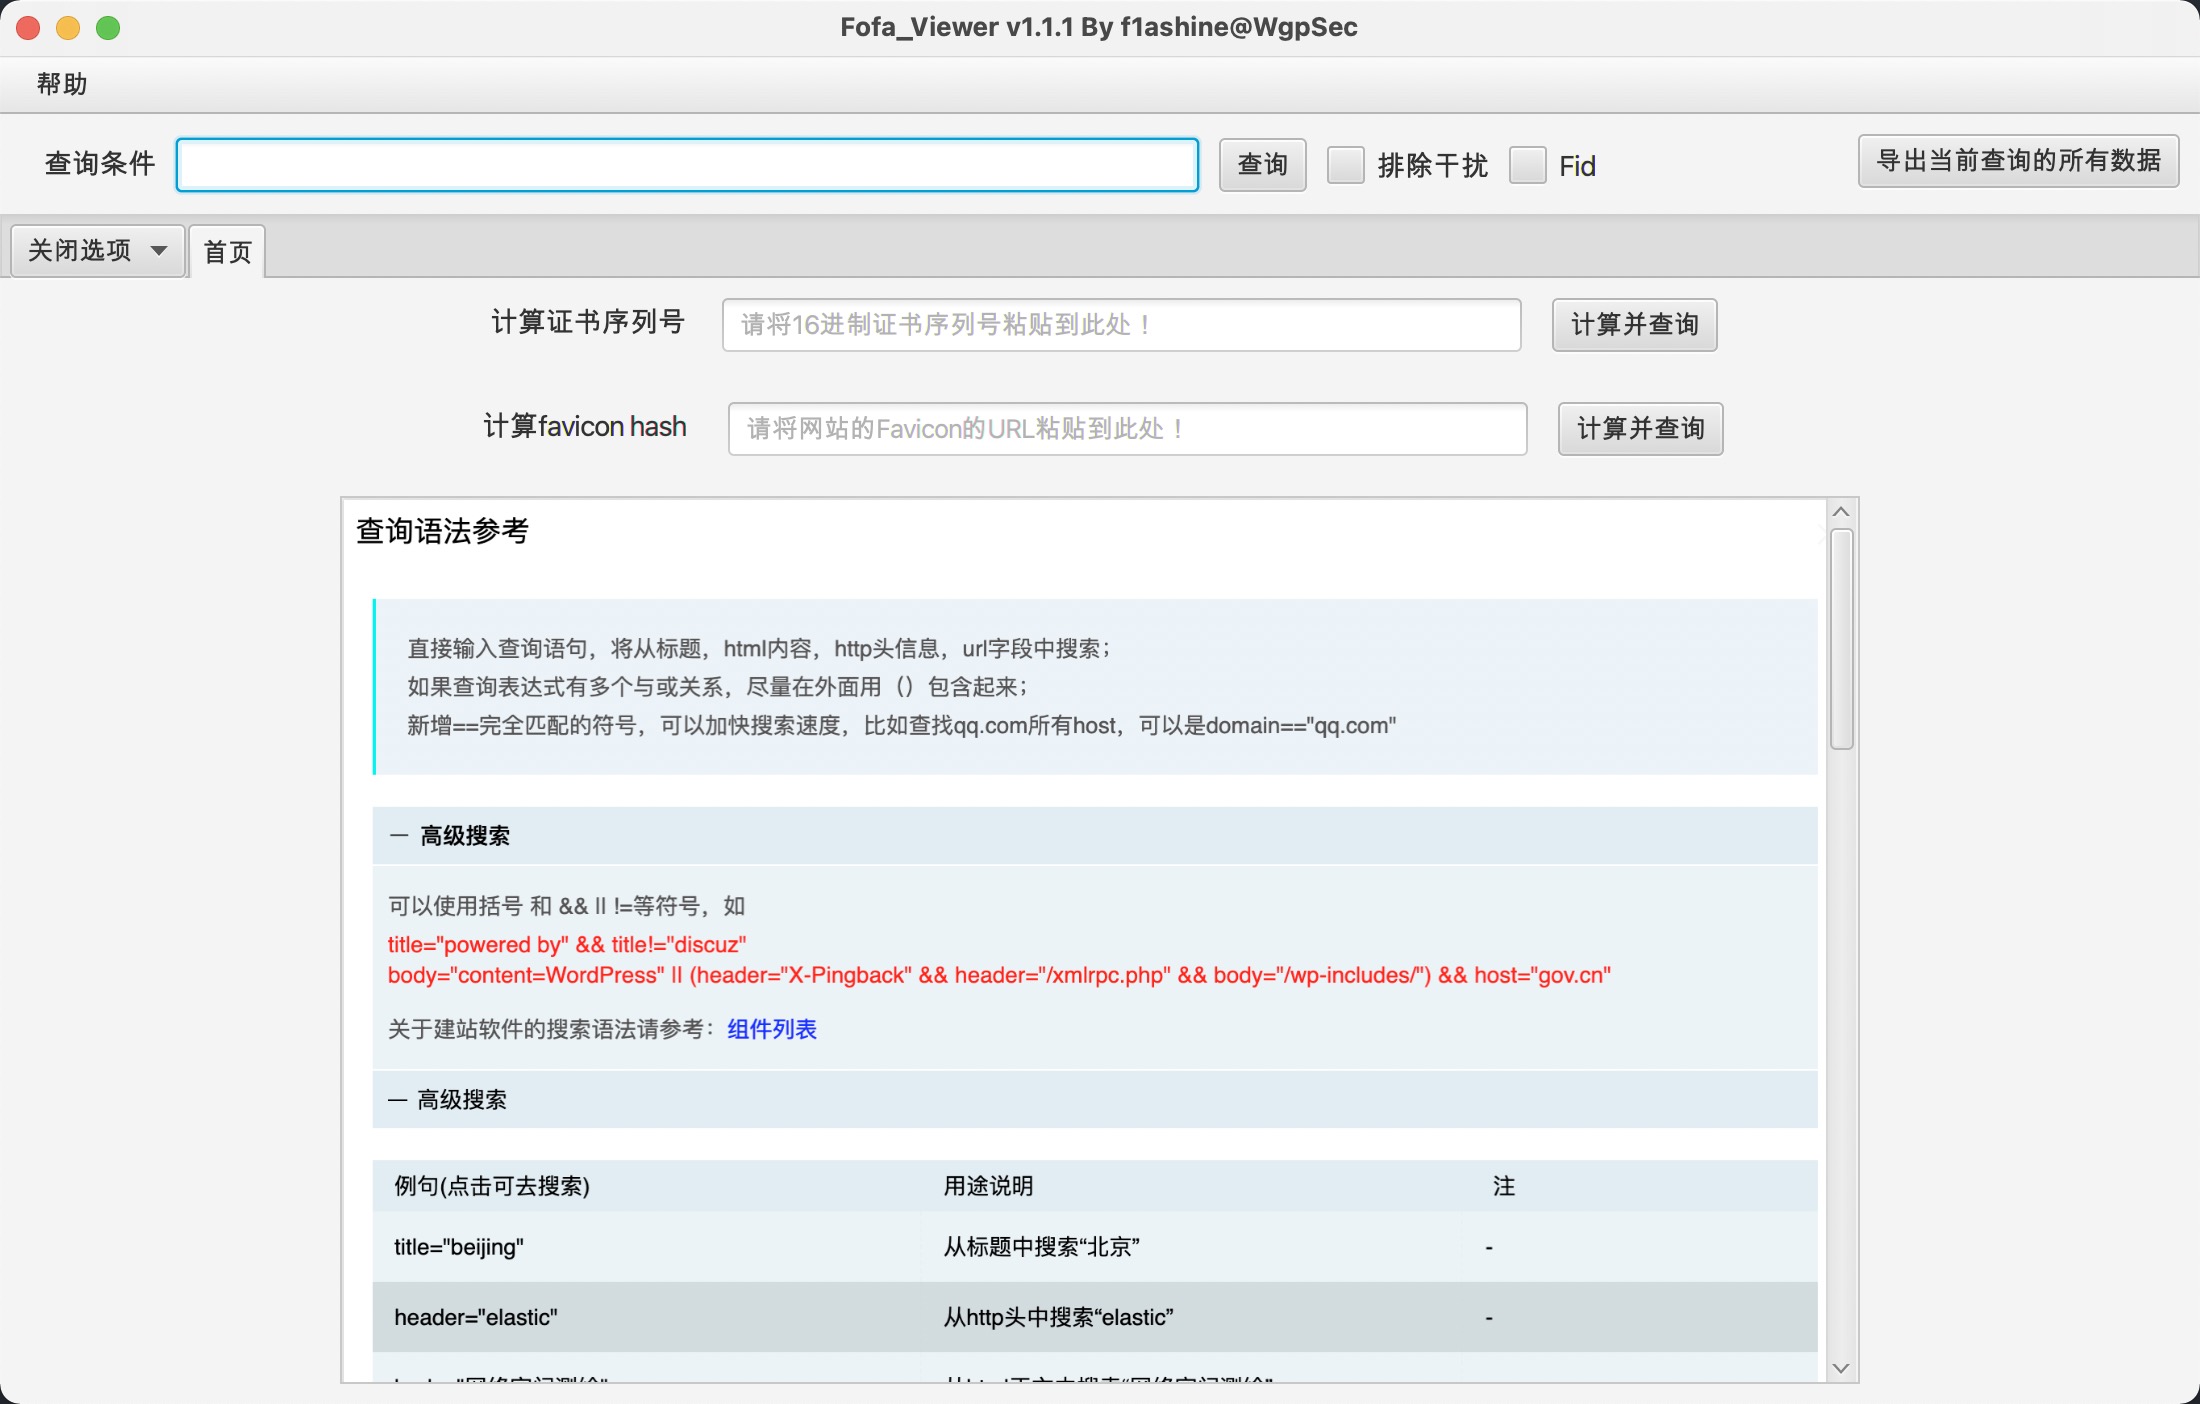 Fofa_Viewer v1.1.1 By f1ashine@WgpSec
帮助
查询条件 查询 排除干扰 Fid 导出当前查询的所有数据
关闭选项 首页
计算证书序列号 请将16进制证书序列号粘贴到此处！ 计算并查询
计算favicon hash 请将网站的Favicon的URL粘贴到此处！ 计算并查询
查询语法参考
直接输入查询语句，将从标题，html内容，http头信息，url字段中搜索；
如果查询表达式有多个与或关系，尽量在外面用（）包含起来；
新增==完全匹配的符号，可以加快搜索速度，比如查找qq.com所有host，可以是domain=="qq.com"
一 高级搜索
可以使用括号 和 && || !=等符号，如
title="powered by" && title!="discuz"
body="content=WordPress" || (header="X-Pingback" && header="/xmlrpc.php" && body="/wp-includes/") && host="gov.cn"
关于建站软件的搜索语法请参考：组件列表
一 高级搜索
例句(点击可去搜索) 用途说明 注
title="beijing" 从标题中搜索“北京” -
header="elastic" 从http头中搜索“elastic” -